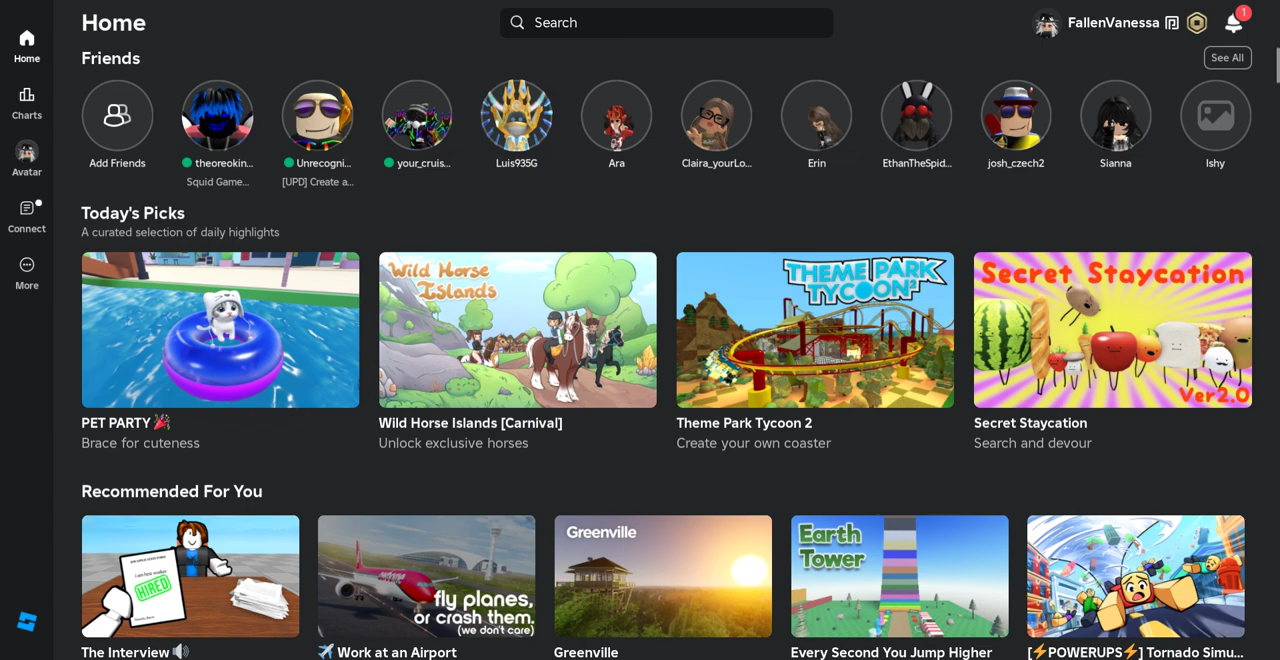 Home
Search
FallenVanessa
1
Home
Charts
Avatar
Connect
More
Friends
See All
Add Friends
theoreokin...
Unrecogni...
your_cruis...
Luis935G
Ara
Claira_yourLo...
Erin
EthanTheSpid...
josh_czech2
Sianna
Ishy
Squid Game...
[UPD] Create a...
Today's Picks
A curated selection of daily highlights
Wild Horse
Islands
THEME PARK
TYCOON 2
Secret Staycation
Ver2.0
PET PARTY 🎉
Wild Horse Islands [Carnival]
Theme Park Tycoon 2
Secret Staycation
Brace for cuteness
Unlock exclusive horses
Create your own coaster
Search and devour
Recommended For You
HIRED
fly planes,
or crash them.
(we don't care)
Greenville
Earth
Tower
The Interview 🔊
✈️ Work at an Airport
Greenville
Every Second You Jump Higher
[⚡POWERUPS⚡] Tornado Simu...